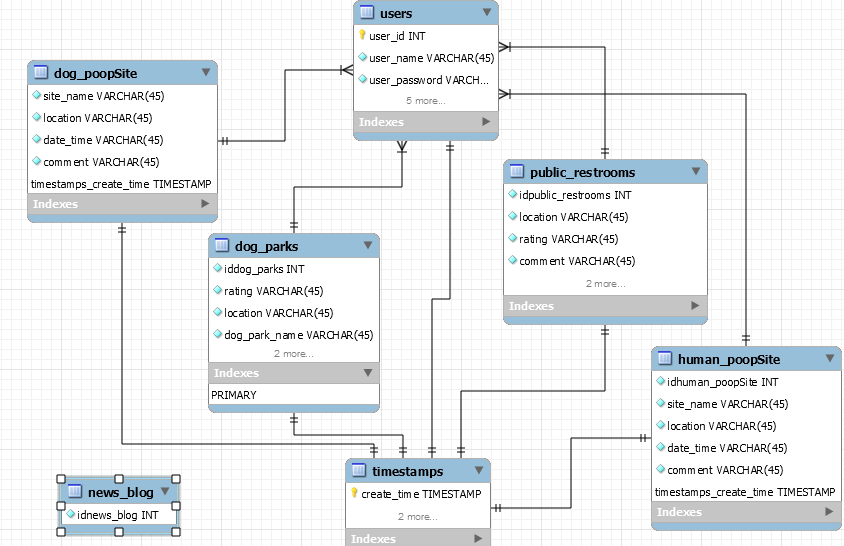 users
user_id INT
user_name VARCHAR(45)
user_password VARCH...
5 more...
Indexes
dog_poopSite
site_name VARCHAR(45)
location VARCHAR(45)
date_time VARCHAR(45)
comment VARCHAR(45)
timestamps_create_time TIMESTAMP
Indexes
public_restrooms
idpublic_restrooms INT
location VARCHAR(45)
rating VARCHAR(45)
comment VARCHAR(45)
2 more...
Indexes
dog_parks
iddog_parks INT
rating VARCHAR(45)
location VARCHAR(45)
dog_park_name VARCHAR(45)
2 more...
Indexes
PRIMARY
human_poopSite
idhuman_poopSite INT
site_name VARCHAR(45)
location VARCHAR(45)
date_time VARCHAR(45)
comment VARCHAR(45)
timestamps_create_time TIMESTAMP
Indexes
timestamps
create_time TIMESTAMP
2 more...
Indexes
news_blog
idnews_blog INT